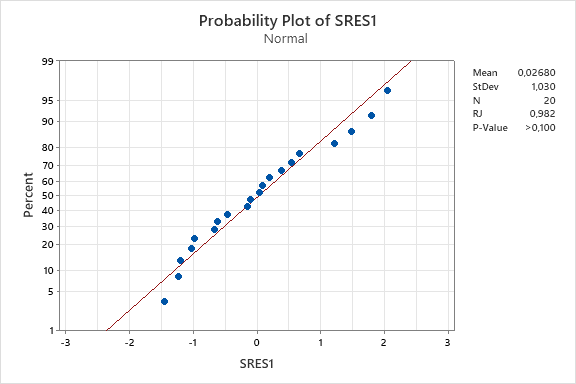 Probability Plot of SRES1
Normal
99
95
90
80
70
60
50
40
30
20
10
5
1
Percent
-3 -2 -1 0 1 2 3
SRES1
Mean 0,02680
StDev 1,030
N 20
RJ 0,982
P-Value >0,100